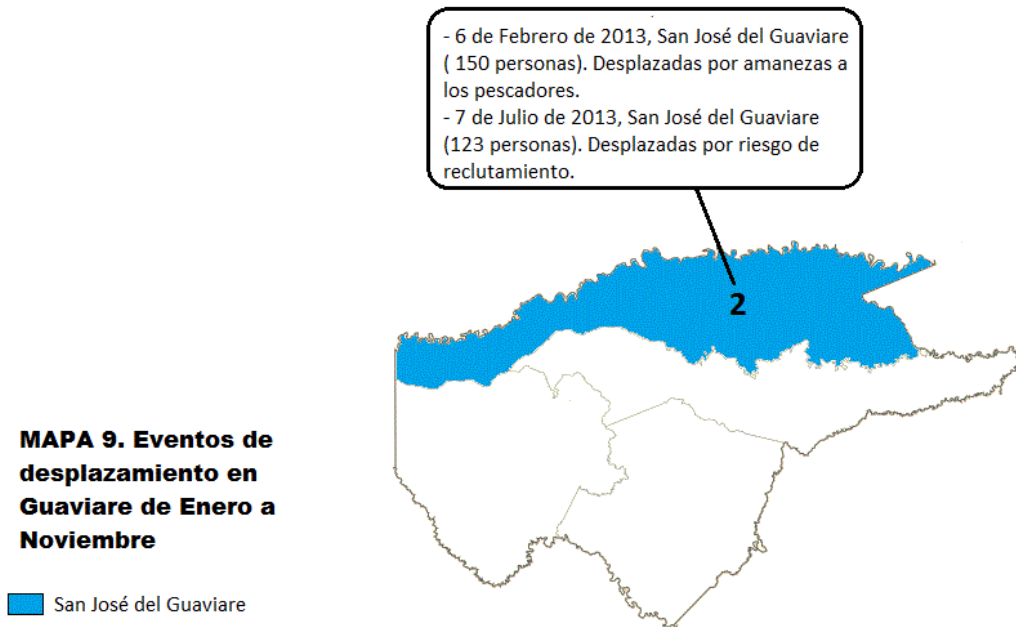 - 6 de Febrero de 2013, San José del Guaviare
( 150 personas). Desplazadas por amanezas a
los pescadores.
- 7 de Julio de 2013, San José del Guaviare
(123 personas). Desplazadas por riesgo de
reclutamiento.
2
MAPA 9. Eventos de
desplazamiento en
Guaviare de Enero a
Noviembre
San José del Guaviare